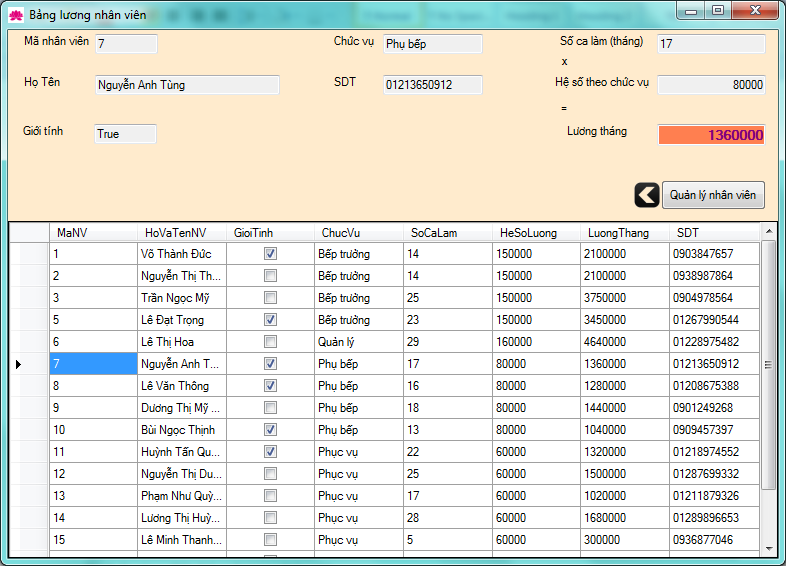 Bảng lương nhân viên
Mã nhân viên 7 Chức vụ Phụ bếp Số ca làm (tháng) 17
x
Họ Tên Nguyễn Anh Tùng SDT 01213650912 Hệ số theo chức vụ 80000
=
Giới tính True Lương tháng 1360000
Quản lý nhân viên
MaNV HoVaTenNV GioiTinh ChucVu SoCaLam HeSoLuong LuongThang SDT
1 Võ Thành Đức Bếp trưởng 14 150000 2100000 0903847657
2 Nguyễn Thị Th... Bếp trưởng 14 150000 2100000 0938987864
3 Trần Ngọc Mỹ Bếp trưởng 25 150000 3750000 0904978564
5 Lê Đạt Trọng Bếp trưởng 23 150000 3450000 01267990544
6 Lê Thị Hoa Quản lý 29 160000 4640000 01228975482
7 Nguyễn Anh T... Phụ bếp 17 80000 1360000 01213650912
8 Lê Văn Thông Phụ bếp 16 80000 1280000 01208675388
9 Dương Thị Mỹ ... Phụ bếp 18 80000 1440000 0901249268
10 Bùi Ngọc Thịnh Phụ bếp 13 80000 1040000 0909457397
11 Huỳnh Tấn Qu... Phục vụ 22 60000 1320000 01218974552
12 Nguyễn Thị Du... Phục vụ 25 60000 1500000 01287699332
13 Phạm Như Quỳ... Phục vụ 17 60000 1020000 01211879326
14 Lương Thị Huỳ... Phục vụ 28 60000 1680000 01289896653
15 Lê Minh Thanh... Phục vụ 5 60000 300000 0936877046